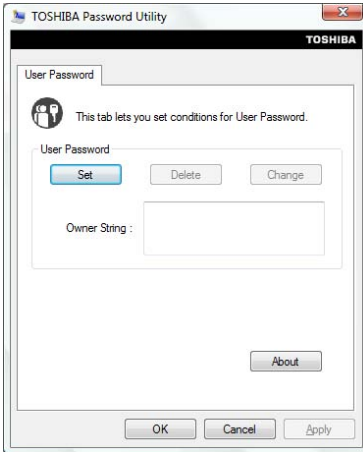 TOSHIBA Password Utility
TOSHIBA
User Password
This tab lets you set conditions for User Password.
User Password
Set Delete Change
Owner String :
About
OK Cancel Apply